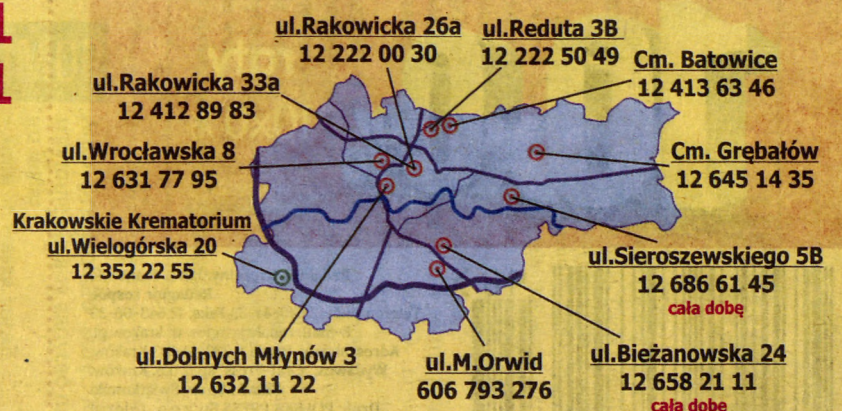 ul.Rakowicka 26a
12 222 00 30
ul.Reduta 3B
12 222 50 49
Cm. Batowice
12 413 63 46
ul.Rakowicka 33a
12 412 89 83
ul.Wrocławska 8
12 631 77 95
Cm. Grębałów
12 645 14 35
Krakowskie Krematorium
ul.Wielogórska 20
12 352 22 55
ul.Sieroszewskiego 5B
12 686 61 45
cała dobę
ul.Dolnych Młynów 3
12 632 11 22
ul.M.Orwid
606 793 276
ul.Bieżanowska 24
12 658 21 11
cała dobę